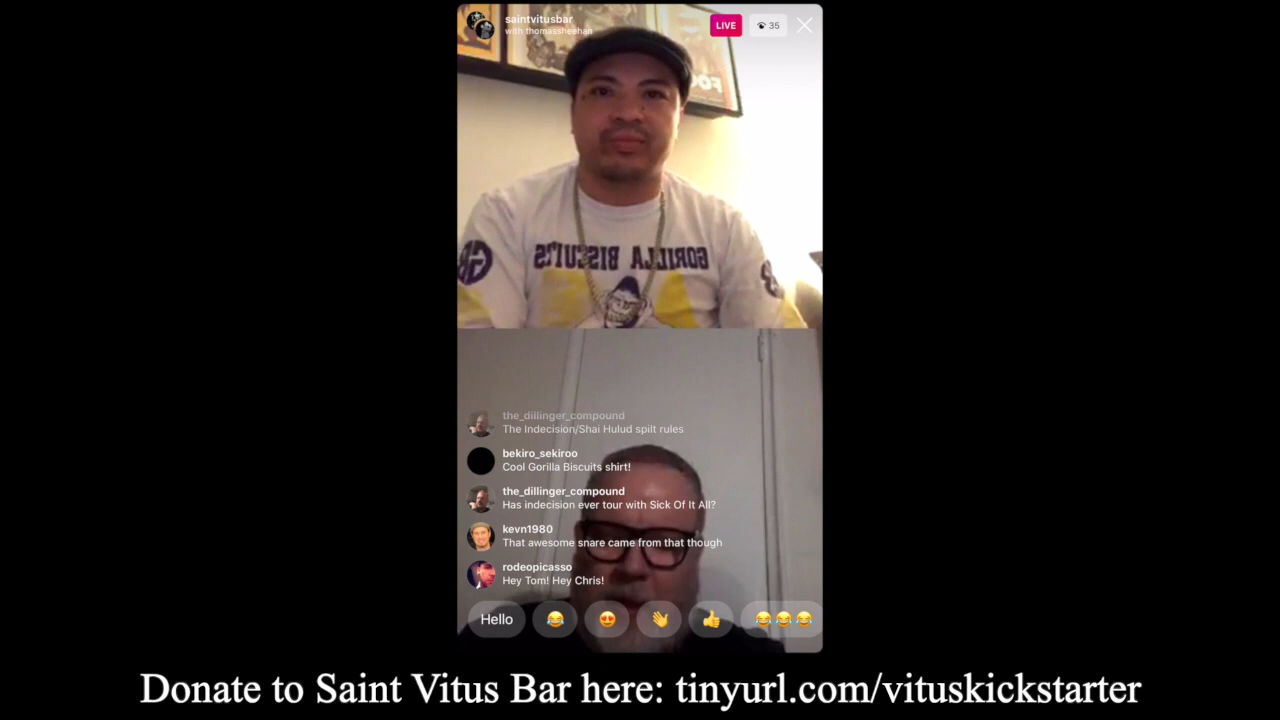 saintvitusbar
with thomassheehan
LIVE
35
FOO
GORILLA BISCUITS
GB
the_dillinger_compound
The Indecision/Shai Hulud spilt rules
bekiro_sekiroo
Cool Gorilla Biscuits shirt!
the_dillinger_compound
Has indecision ever tour with Sick Of It All?
kevn1980
That awesome snare came from that though
rodeopicasso
Hey Tom! Hey Chris!
Hello
Donate to Saint Vitus Bar here: tinyurl.com/vituskickstarter